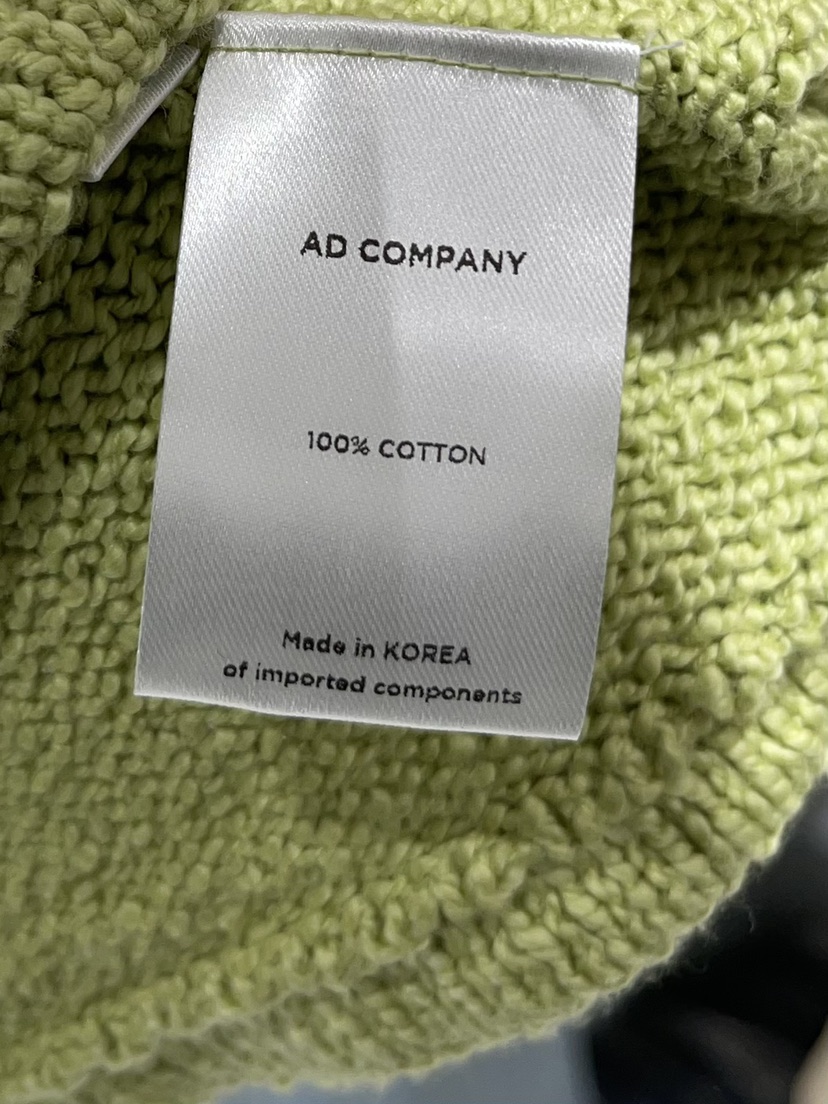 AD COMPANY
100% COTTON
Made in KOREA
of imported components